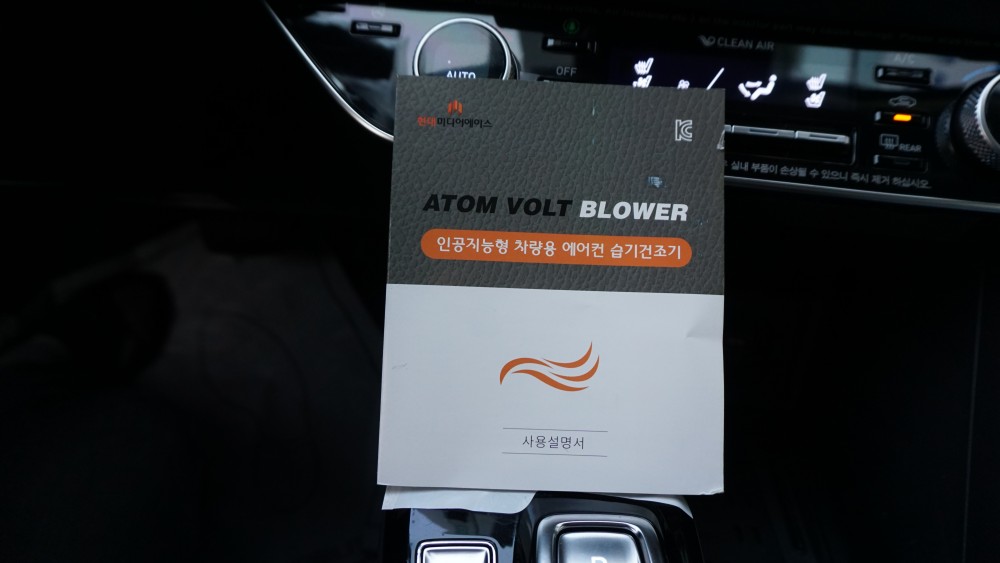 CLEAN AIR
OFF
A/C
AUTO
REAR
실내 부품이 손상될 수 있으니 즉시 제거 하십시오.
현대미디어에이스
ATOM VOLT BLOWER
인공지능형 차량용 에어컨 습기건조기
사용설명서